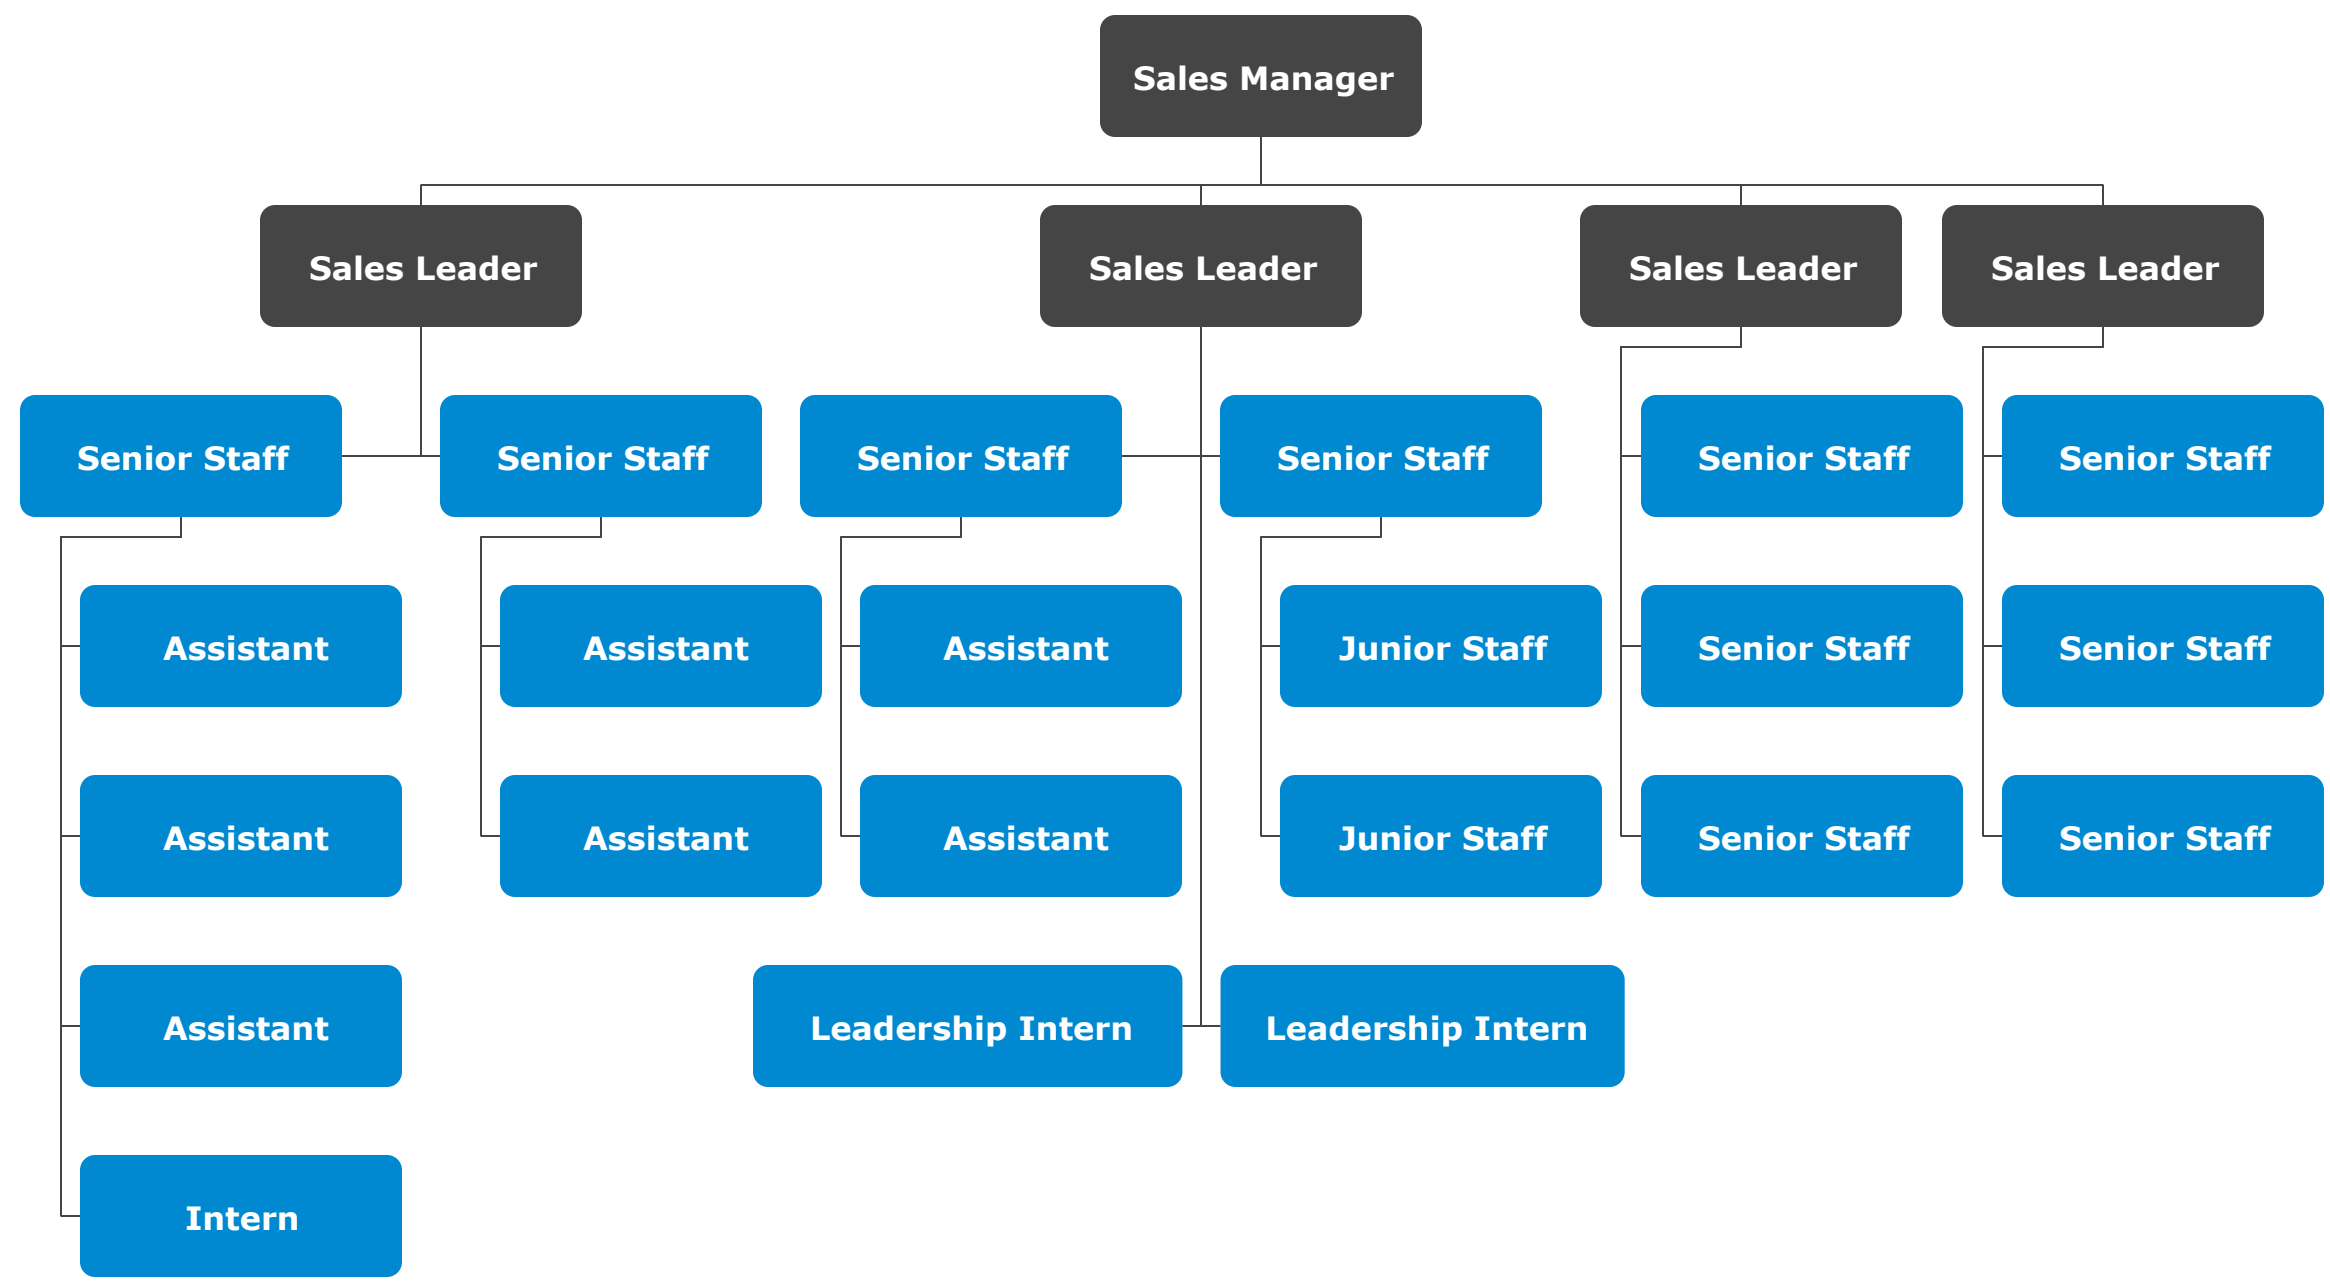 Sales Manager
Sales Leader
Sales Leader
Sales Leader
Sales Leader
Senior Staff
Senior Staff
Senior Staff
Senior Staff
Senior Staff
Senior Staff
Assistant
Assistant
Assistant
Junior Staff
Senior Staff
Senior Staff
Assistant
Assistant
Assistant
Junior Staff
Senior Staff
Senior Staff
Assistant
Leadership Intern
Leadership Intern
Intern